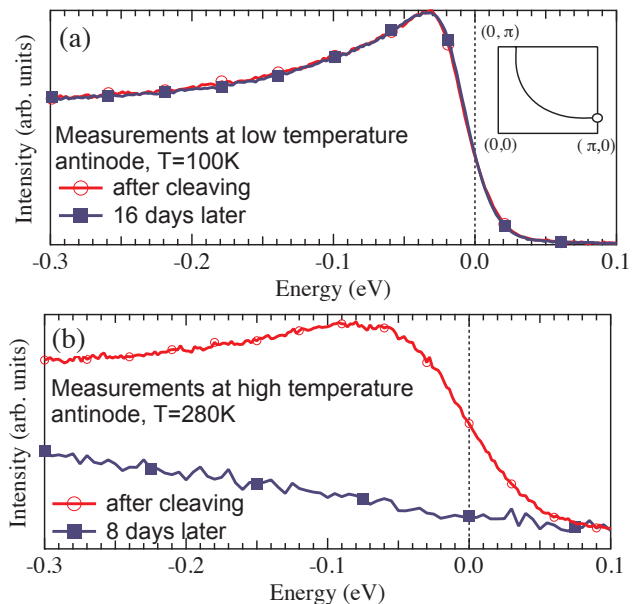 (a)
(0, π)
(0,0)
(π,0)
Intensity (arb. units)
Measurements at low temperature
antinode, T=100K
after cleaving
16 days later
-0.3
-0.2
-0.1
0.0
0.1
Energy (eV)
(b)
Intensity (arb. units)
Measurements at high temperature
antinode, T=280K
after cleaving
8 days later
-0.3
-0.2
-0.1
0.0
0.1
Energy (eV)